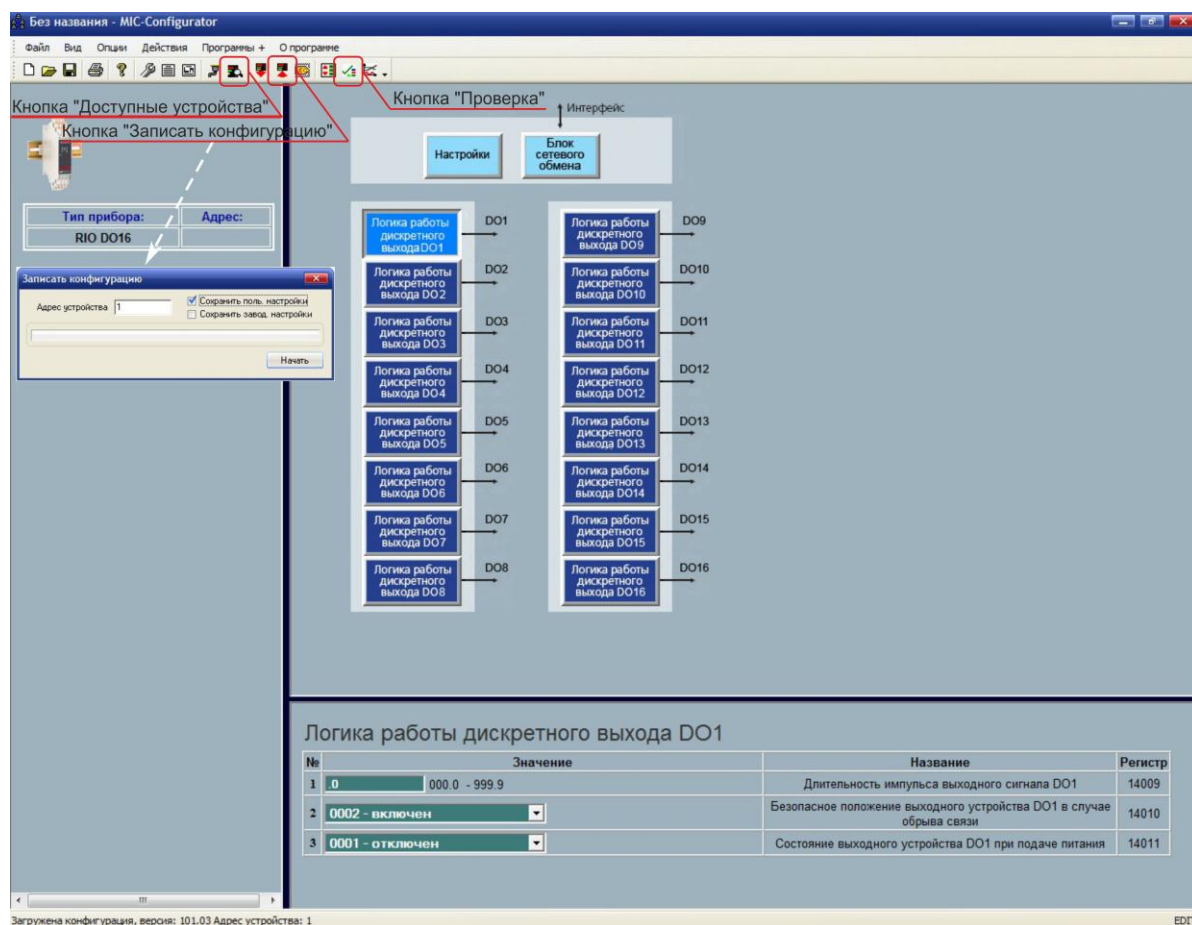 Без названия - MIC-Configurator
Файл Вид Опции Действия Программы + О программе
Кнопка "Доступные устройства"
Кнопка "Проверка"
Кнопка "Записать конфигурацию"
Интерфейс
Настройки
Блок
сетевого
обмена
Тип прибора: Адрес:
RIO DO16
Записать конфигурацию
Адрес устройства 1
Сохранить поль. настройки
Сохранить завод. настройки
Начать
Логика работы
дискретного
выходаDO1
DO1
Логика работы
дискретного
выхода DO2
DO2
Логика работы
дискретного
выхода DO3
DO3
Логика работы
дискретного
выхода DO4
DO4
Логика работы
дискретного
выхода DO5
DO5
Логика работы
дискретного
выхода DO6
DO6
Логика работы
дискретного
выхода DO7
DO7
Логика работы
дискретного
выхода DO8
DO8
Логика работы
дискретного
выхода DO9
DO9
Логика работы
дискретного
выхода DO10
DO10
Логика работы
дискретного
выхода DO11
DO11
Логика работы
дискретного
выхода DO12
DO12
Логика работы
дискретного
выхода DO13
DO13
Логика работы
дискретного
выхода DO14
DO14
Логика работы
дискретного
выхода DO15
DO15
Логика работы
дискретного
выхода DO16
DO16
Логика работы дискретного выхода DO1
№ Значение Название Регистр
1 .0 000.0 - 999.9 Длительность импульса выходного сигнала DO1 14009
2 0002 - включен Безопасное положение выходного устройства DO1 в случае
обрыва связи 14010
3 0001 - отключен Состояние выходного устройства DO1 при подаче питания 14011
Загружена конфигурация, версия: 101.03 Адрес устройства: 1